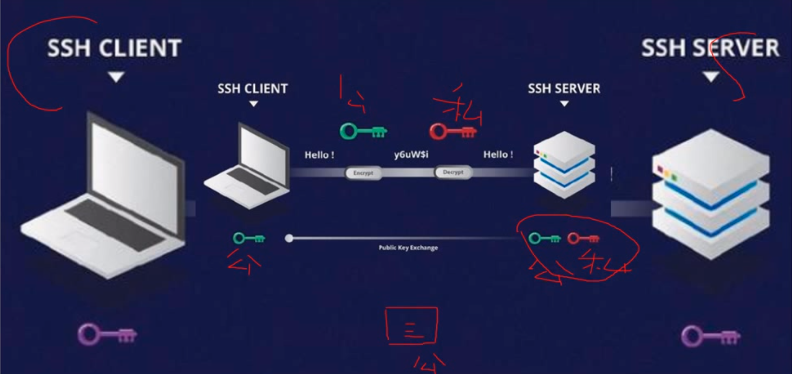 SSH CLIENT
SSH SERVER
SSH CLIENT
SSH SERVER
公
私
Hello !
y6uW$i
Hello !
Encrypt
Decrypt
Public Key Exchange
公
公 私
三
公